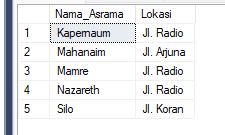 Nama_Asrama Lokasi
1 Kapernaum Jl. Radio
2 Mahanaim Jl. Arjuna
3 Mamre Jl. Radio
4 Nazareth Jl. Radio
5 Silo Jl. Koran